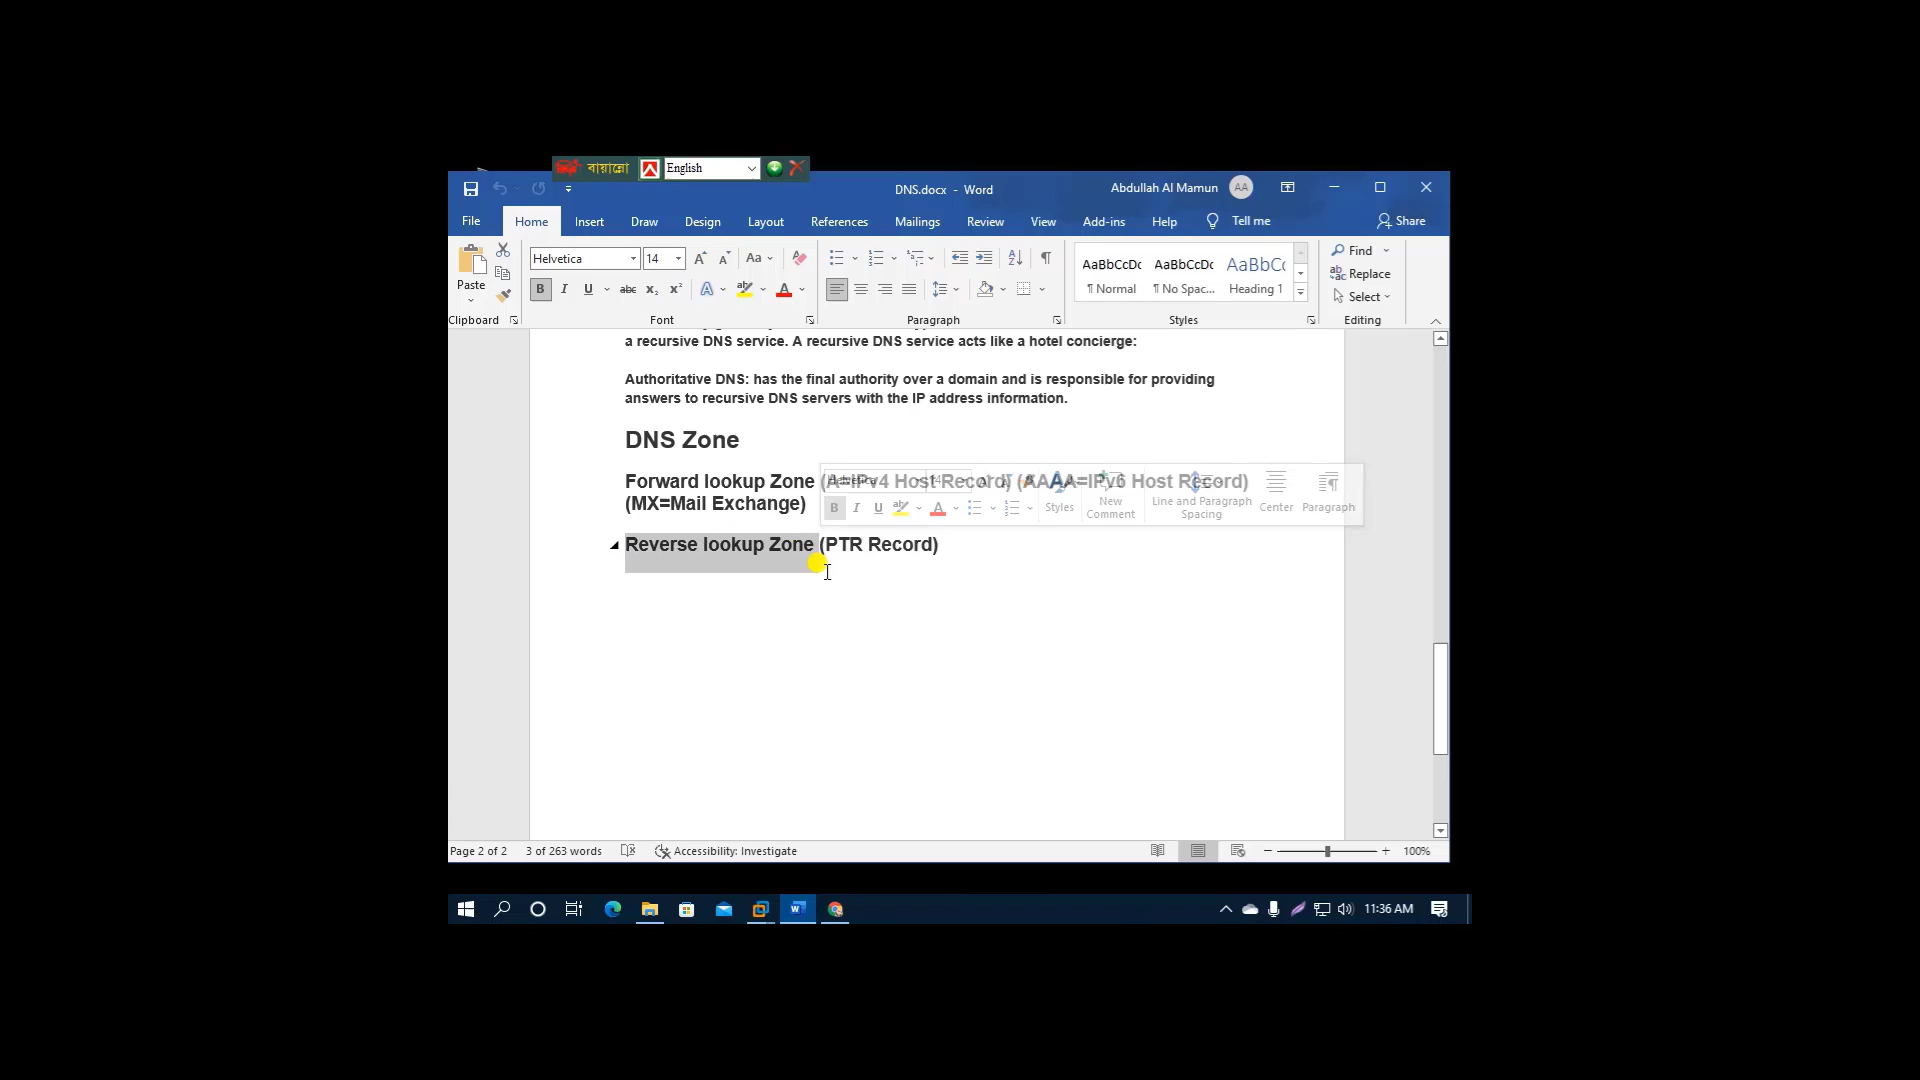 বায়ান্নো English
DNS.docx - Word
Abdullah Al Mamun AA
File Home Insert Draw Design Layout References Mailings Review View Add-ins Help Tell me Share
Paste
Clipboard
Helvetica 14
Aa
B I U abc x₂ x² A A
Font
Paragraph
AaBbCcDc AaBbCcDc AaBbCc
¶ Normal ¶ No Spac... Heading 1
Styles
Find
Replace
Select
Editing
a recursive DNS service. A recursive DNS service acts like a hotel concierge:
Authoritative DNS: has the final authority over a domain and is responsible for providing
answers to recursive DNS servers with the IP address information.
DNS Zone
Forward lookup Zone (A=IPv4 Host Record) (AAAA=IPv6 Host Record)
(MX=Mail Exchange)
B I U A Styles New Comment Line and Paragraph Spacing Center Paragraph
Reverse lookup Zone (PTR Record)
Page 2 of 2 3 of 263 words Accessibility: Investigate 100%
11:36 AM